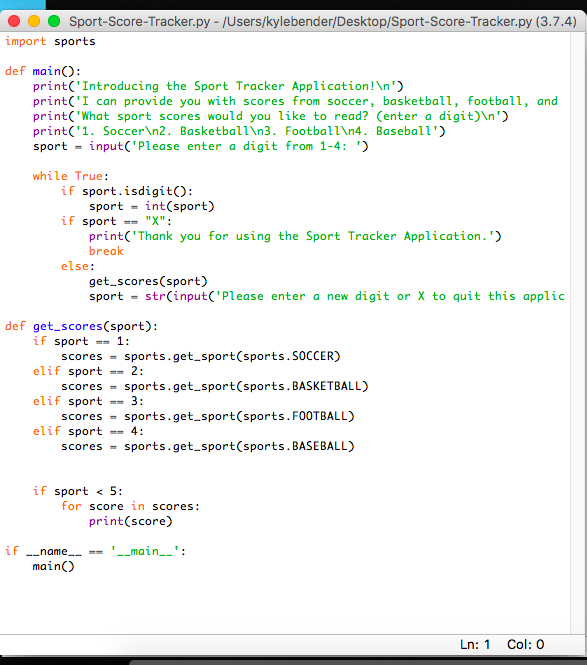 Sport-Score-Tracker.py - /Users/kylebender/Desktop/Sport-Score-Tracker.py (3.7.4)
import sports
def main():
    print('Introducing the Sport Tracker Application!\n')
    print('I can provide you with scores from soccer, basketball, football, and
    print('What sport scores would you like to read? (enter a digit)\n')
    print('1. Soccer\n2. Basketball\n3. Football\n4. Baseball')
    sport = input('Please enter a digit from 1-4: ')
    while True:
        if sport.isdigit():
            sport = int(sport)
        if sport == "X":
            print('Thank you for using the Sport Tracker Application.')
            break
        else:
            get_scores(sport)
            sport = str(input('Please enter a new digit or X to quit this applic
def get_scores(sport):
    if sport == 1:
        scores = sports.get_sport(sports.SOCCER)
    elif sport == 2:
        scores = sports.get_sport(sports.BASKETBALL)
    elif sport == 3:
        scores = sports.get_sport(sports.FOOTBALL)
    elif sport == 4:
        scores = sports.get_sport(sports.BASEBALL)
    if sport < 5:
        for score in scores:
            print(score)
if __name__ == '__main__':
    main()
Ln: 1 Col: 0